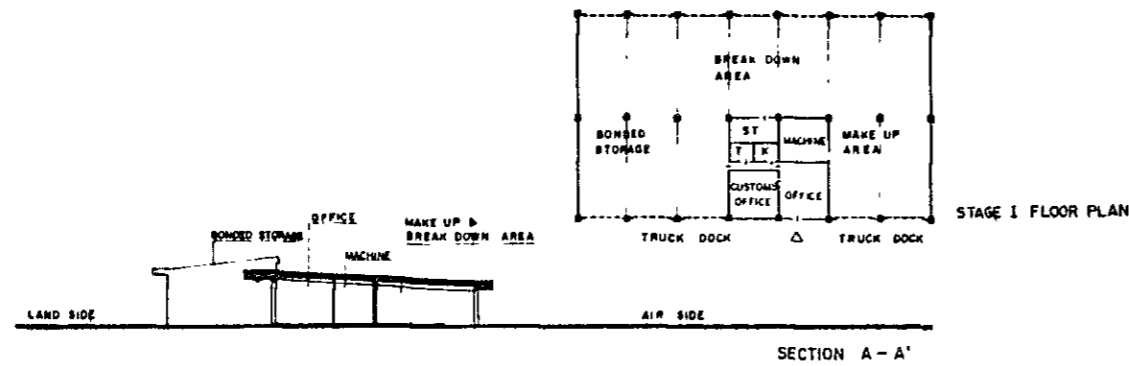 BREAK DOWN
AREA
BONDED
STORAGE
ST
MACHINE
MAKE UP
AREA
T K
CUSTOMS
OFFICE
OFFICE
STAGE I FLOOR PLAN
TRUCK DOCK
TRUCK DOCK
BONDED STORAGE
OFFICE
MACHINE
MAKE UP &
BREAK DOWN AREA
LAND SIDE
AIR SIDE
SECTION A - A'